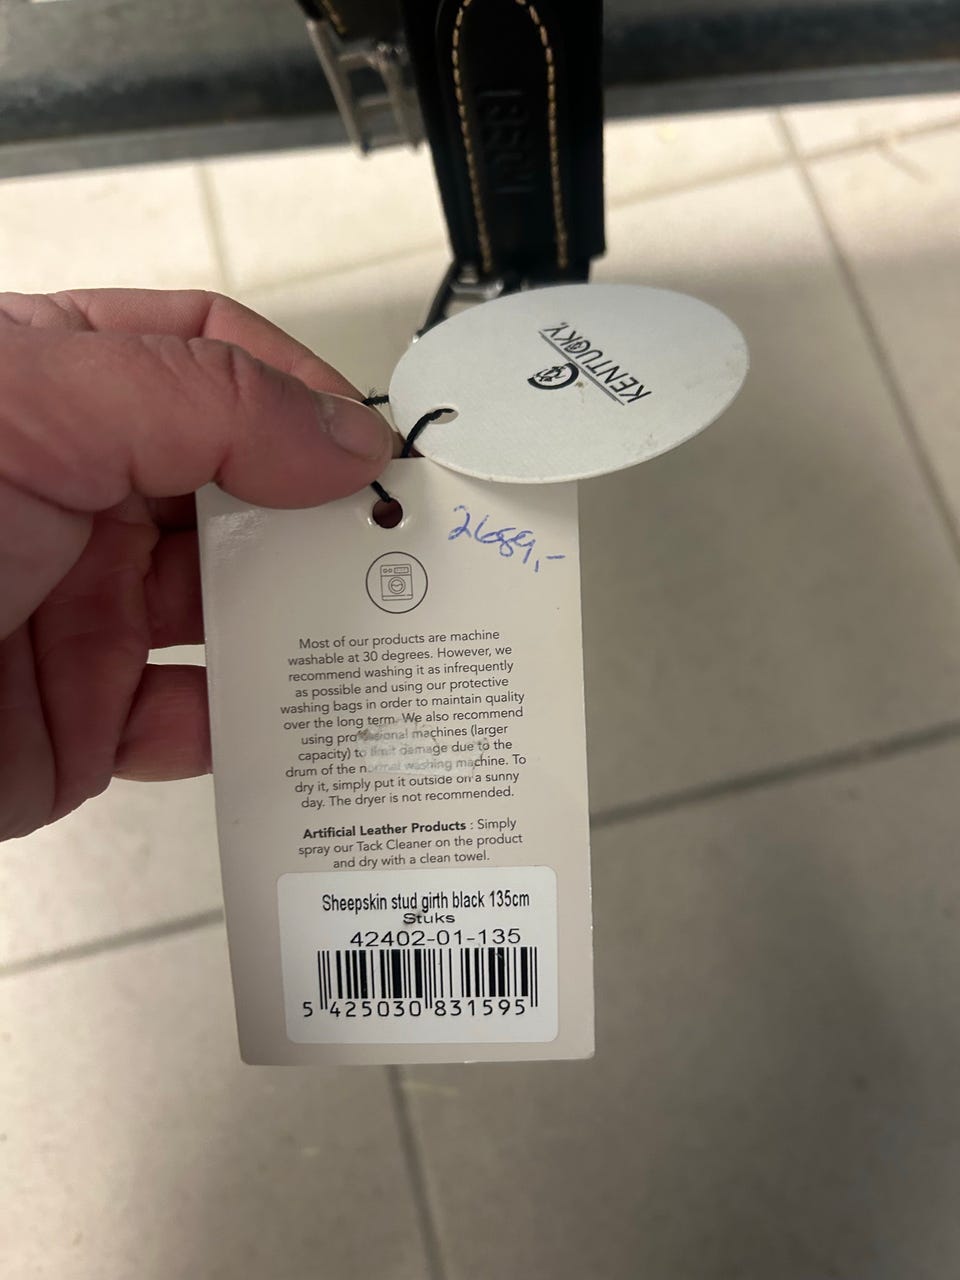 135CM
KENTUCKY
2689,-
Most of our products are machine
washable at 30 degrees. However, we
recommend washing it as infrequently
as possible and using our protective
washing bags in order to maintain quality
over the long term. We also recommend
using professional machines (larger
capacity) to limit damage due to the
drum of the normal washing machine. To
dry it, simply put it outside on a sunny
day. The dryer is not recommended.
Artificial Leather Products : Simply
spray our Tack Cleaner on the product
and dry with a clean towel.
Sheepskin stud girth black 135cm
Stuks
42402-01-135
5 425030 831595